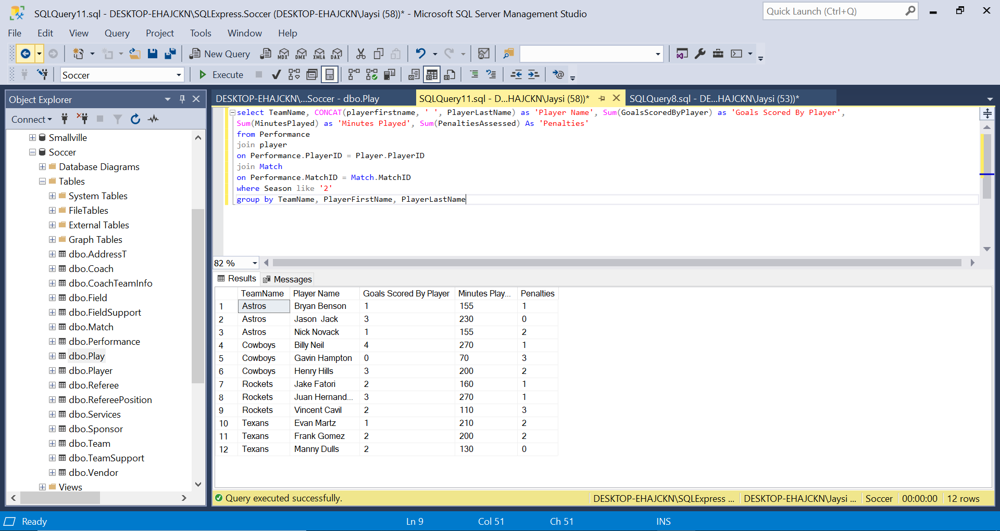 SQLQuery11.sql - DESKTOP-EHAJCKN\SQLExpress.Soccer (DESKTOP-EHAJCKN\Jaysi (58))* - Microsoft SQL Server Management Studio
Quick Launch (Ctrl+Q)
File Edit View Query Project Tools Window Help
New Query MDX DMX XMLA DAX
Soccer Execute
Object Explorer
Connect
Smallville
Soccer
Database Diagrams
Tables
System Tables
FileTables
External Tables
Graph Tables
dbo.AddressT
dbo.Coach
dbo.CoachTeamInfo
dbo.Field
dbo.FieldSupport
dbo.Match
dbo.Performance
dbo.Play
dbo.Player
dbo.Referee
dbo.RefereePosition
dbo.Services
dbo.Sponsor
dbo.Team
dbo.TeamSupport
dbo.Vendor
Views
DESKTOP-EHAJCKN\...Soccer - dbo.Play SQLQuery11.sql - D...HAJCKN\Jaysi (58))* SQLQuery8.sql - DE...HAJCKN\Jaysi (53))*
select TeamName, CONCAT(playerfirstname, ' ', PlayerLastName) as 'Player Name', Sum(GoalsScoredByPlayer) as 'Goals Scored By Player',
Sum(MinutesPlayed) as 'Minutes Played', Sum(PenaltiesAssessed) As 'Penalties'
from Performance
join player
on Performance.PlayerID = Player.PlayerID
join Match
on Performance.MatchID = Match.MatchID
where Season like '2'
group by TeamName, PlayerFirstName, PlayerLastName
82 %
Results Messages
TeamName Player Name Goals Scored By Player Minutes Play... Penalties
1 Astros Bryan Benson 1 155 1
2 Astros Jason  Jack 3 230 0
3 Astros Nick Novack 1 155 2
4 Cowboys Billy Neil 4 270 1
5 Cowboys Gavin Hampton 0 70 3
6 Cowboys Henry Hills 3 200 2
7 Rockets Jake Fatori 2 160 1
8 Rockets Juan Hernand... 3 270 1
9 Rockets Vincent Cavil 2 110 3
10 Texans Evan Martz 1 210 2
11 Texans Frank Gomez 2 200 2
12 Texans Manny Dulls 2 130 0
Query executed successfully. DESKTOP-EHAJCKN\SQLExpress ... DESKTOP-EHAJCKN\Jaysi ... Soccer 00:00:00 12 rows
Ready Ln 9 Col 51 Ch 51 INS